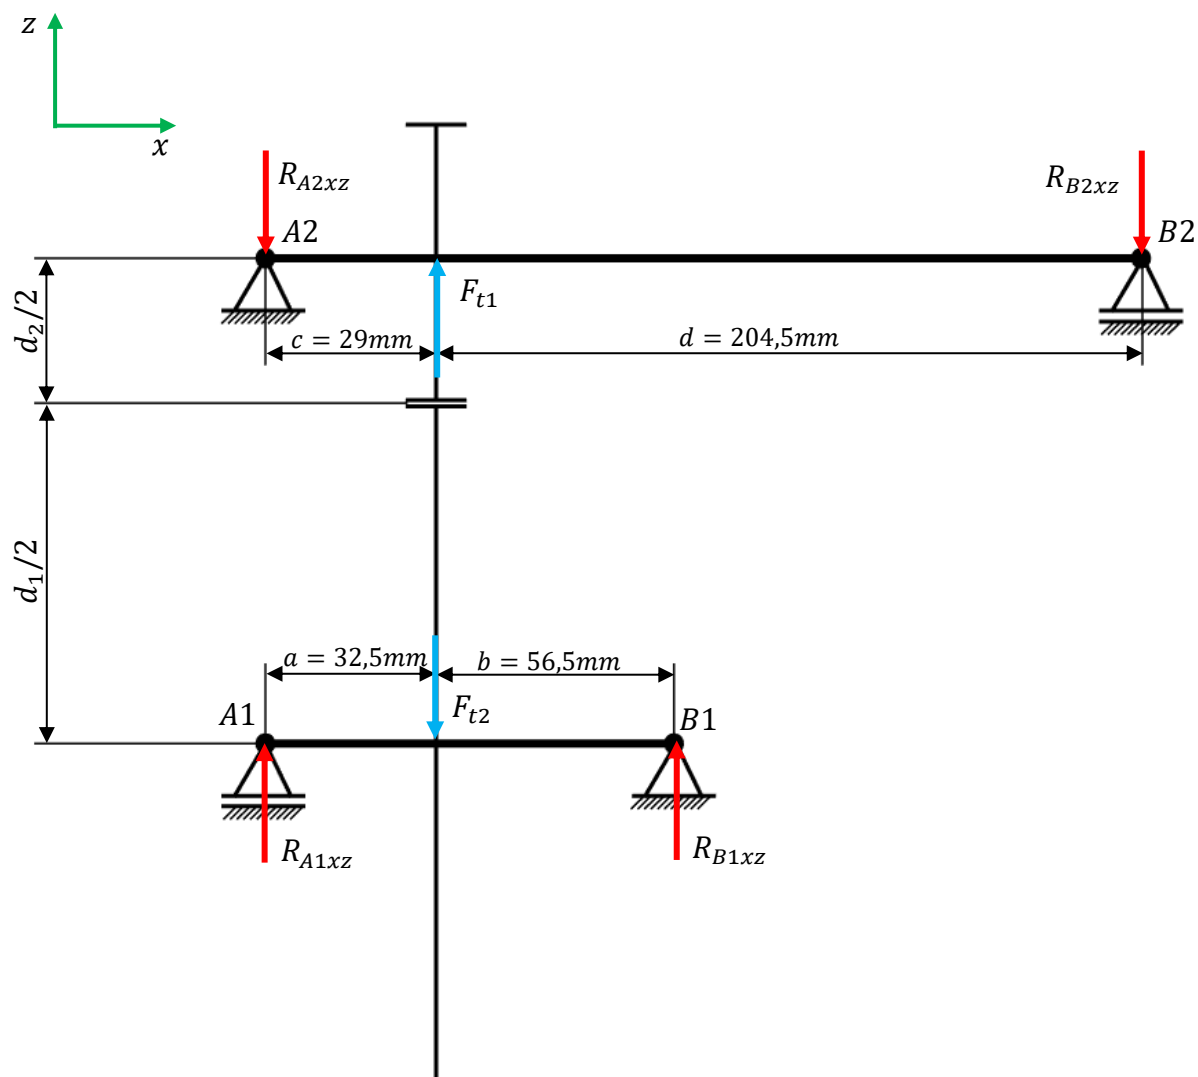 z
x
R_{A2xz}
R_{B2xz}
A2
B2
F_{t1}
d_2/2
c = 29mm
d = 204,5mm
d_1/2
a = 32,5mm
b = 56,5mm
A1
F_{t2}
B1
R_{A1xz}
R_{B1xz}